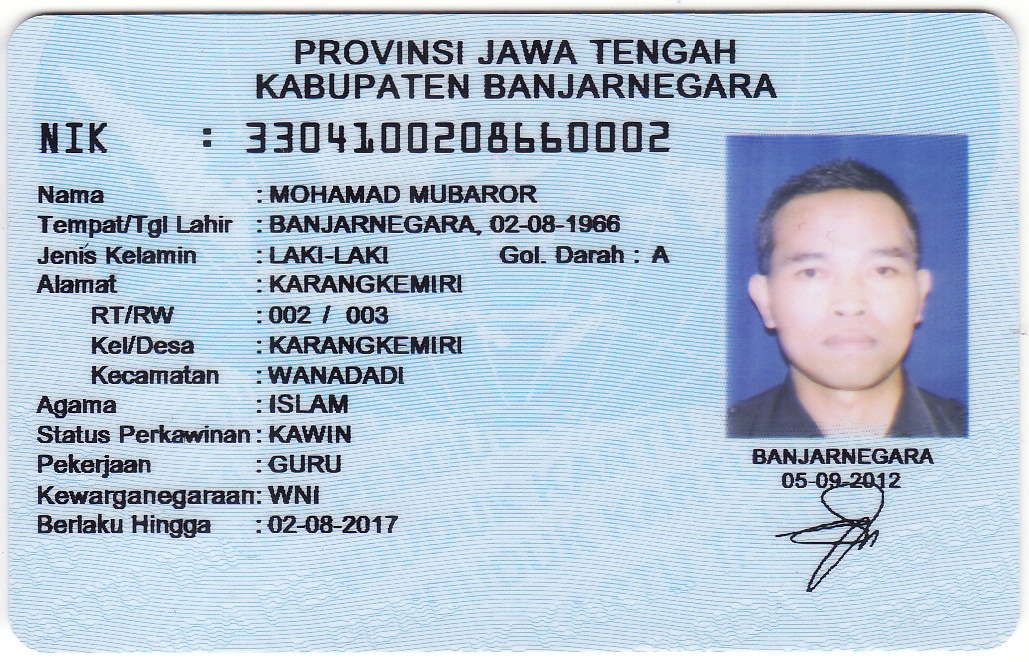 PROVINSI JAWA TENGAH
KABUPATEN BANJARNEGARA
NIK : 3304100208660002
Nama : MOHAMAD MUBAROR
Tempat/Tgl Lahir : BANJARNEGARA, 02-08-1966
Jenis Kelamin : LAKI-LAKI Gol. Darah : A
Alamat : KARANGKEMIRI
RT/RW : 002 / 003
Kel/Desa : KARANGKEMIRI
Kecamatan : WANADADI
Agama : ISLAM
Status Perkawinan : KAWIN
Pekerjaan : GURU
Kewarganegaraan: WNI
Berlaku Hingga : 02-08-2017
BANJARNEGARA
05-09-2012